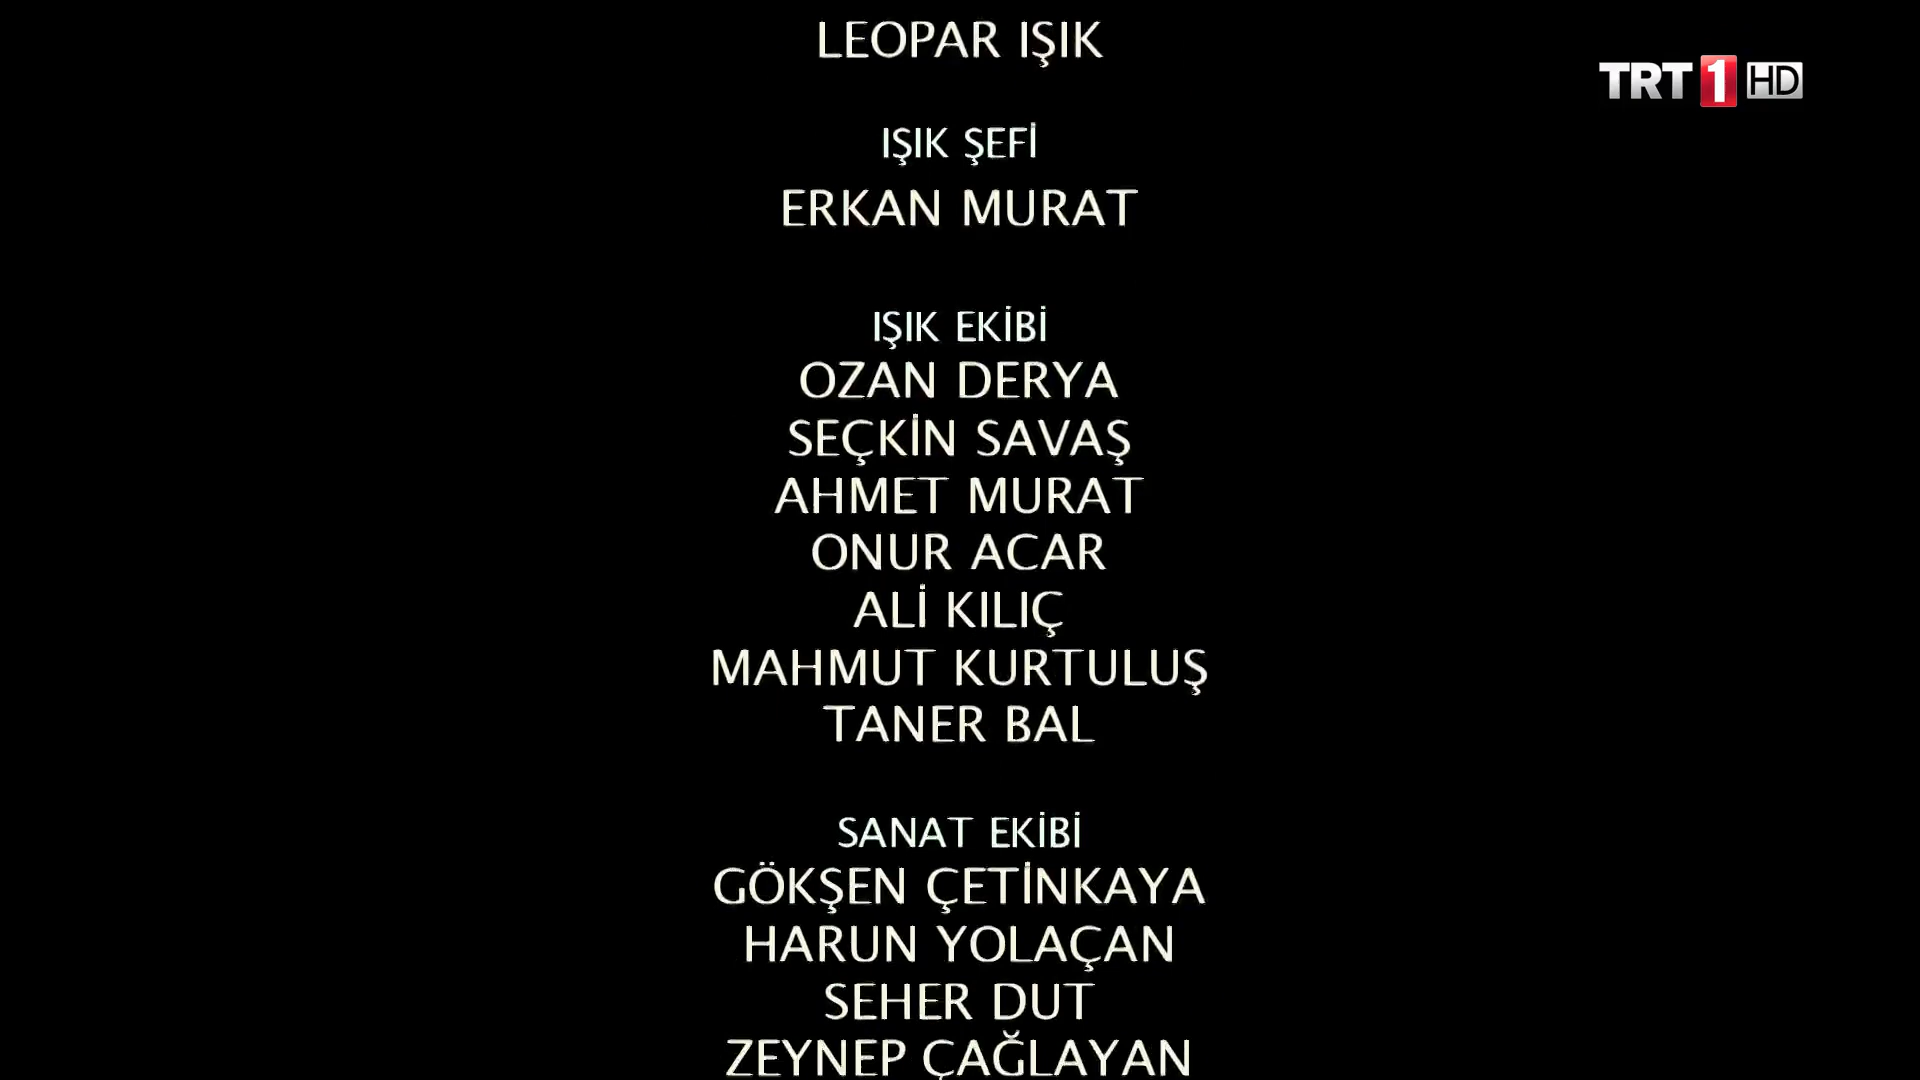 LEOPAR IŞIK
TRT 1 HD
IŞIK ŞEFİ
ERKAN MURAT
IŞIK EKİBİ
OZAN DERYA
SEÇKİN SAVAŞ
AHMET MURAT
ONUR ACAR
ALİ KILIÇ
MAHMUT KURTULUŞ
TANER BAL
SANAT EKİBİ
GÖKŞEN ÇETİNKAYA
HARUN YOLAÇAN
SEHER DUT
ZEYNEP ÇAĞLAYAN